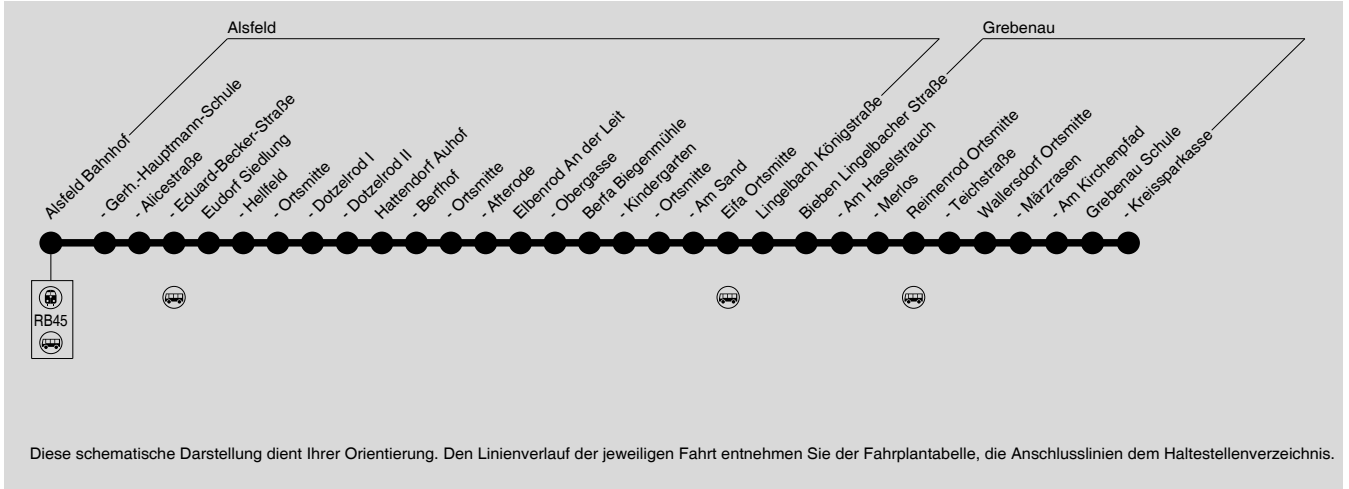 Alsfeld
Grebenau
Alsfeld Bahnhof
- Gerh.-Hauptmann-Schule
- Alicestraße
- Eduard-Becker-Straße
Eudorf Siedlung
- Hellfeld
- Ortsmitte
- Dotzelrod I
- Dotzelrod II
Hattendorf Auhof
- Berfhof
- Ortsmitte
- Afterode
Elbenrod An der Leit
- Obergasse
Berfa Biegenmühle
- Kindergarten
- Ortsmitte
- Am Sand
Eifa Ortsmitte
Lingelbach Königstraße
Bieben Lingelbacher Straße
- Am Haselstrauch
- Merlos
Reimenrod Ortsmitte
- Teichstraße
Wallersdorf Ortsmitte
- Märzrasen
- Am Kirchenpfad
Grebenau Schule
- Kreissparkasse
RB45
Diese schematische Darstellung dient Ihrer Orientierung. Den Linienverlauf der jeweiligen Fahrt entnehmen Sie der Fahrplantabelle, die Anschlusslinien dem Haltestellenverzeichnis.